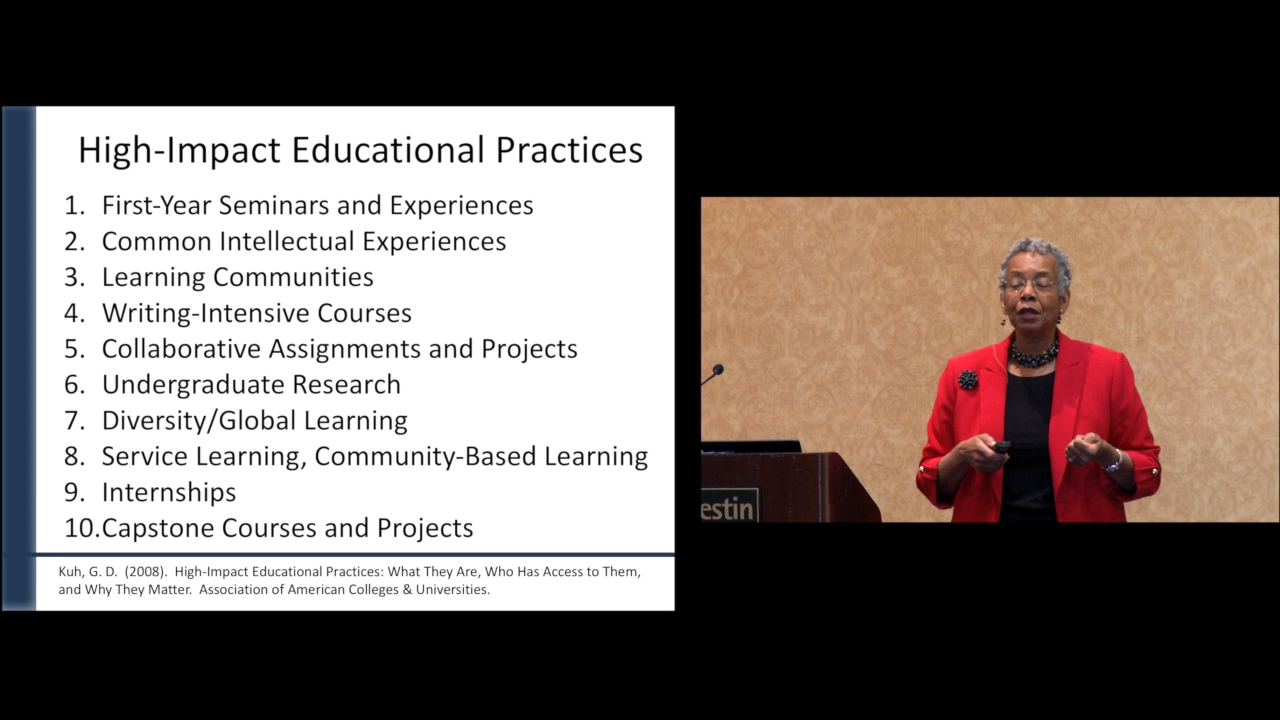 High-Impact Educational Practices
1. First-Year Seminars and Experiences
2. Common Intellectual Experiences
3. Learning Communities
4. Writing-Intensive Courses
5. Collaborative Assignments and Projects
6. Undergraduate Research
7. Diversity/Global Learning
8. Service Learning, Community-Based Learning
9. Internships
10.Capstone Courses and Projects
Kuh, G. D. (2008). High-Impact Educational Practices: What They Are, Who Has Access to Them,
and Why They Matter. Association of American Colleges & Universities.
estin